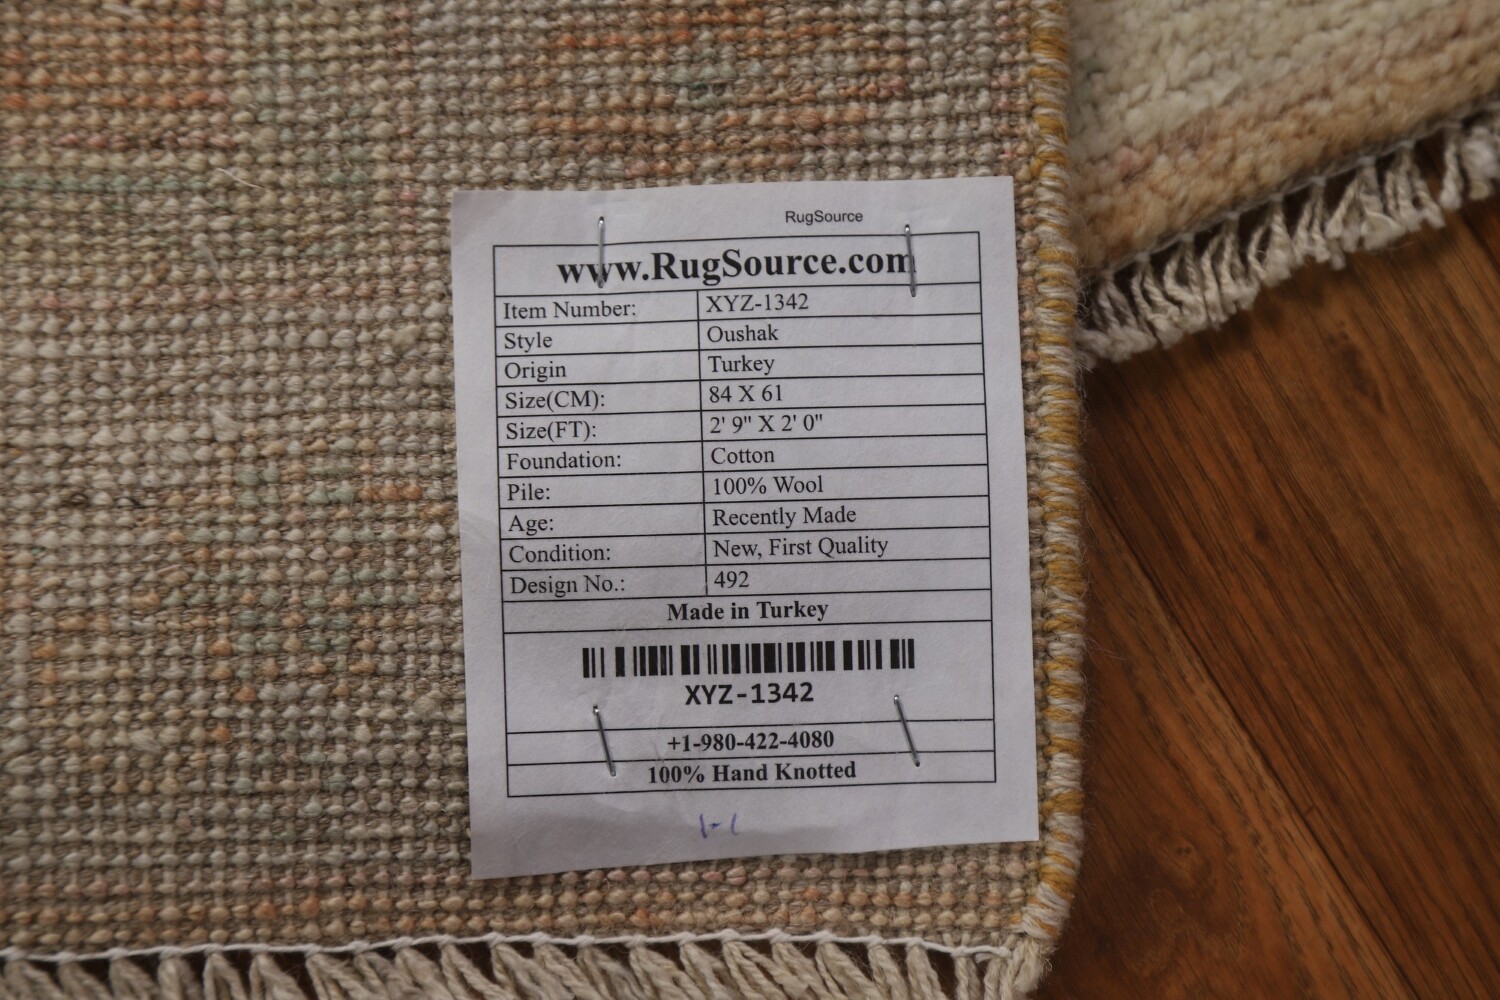 RugSource
www.RugSource.com
Item Number: XYZ-1342
Style Oushak
Origin Turkey
Size(CM): 84 X 61
Size(FT): 2' 9" X 2' 0"
Foundation: Cotton
Pile: 100% Wool
Age: Recently Made
Condition: New, First Quality
Design No.: 492
Made in Turkey
XYZ-1342
+1-980-422-4080
100% Hand Knotted